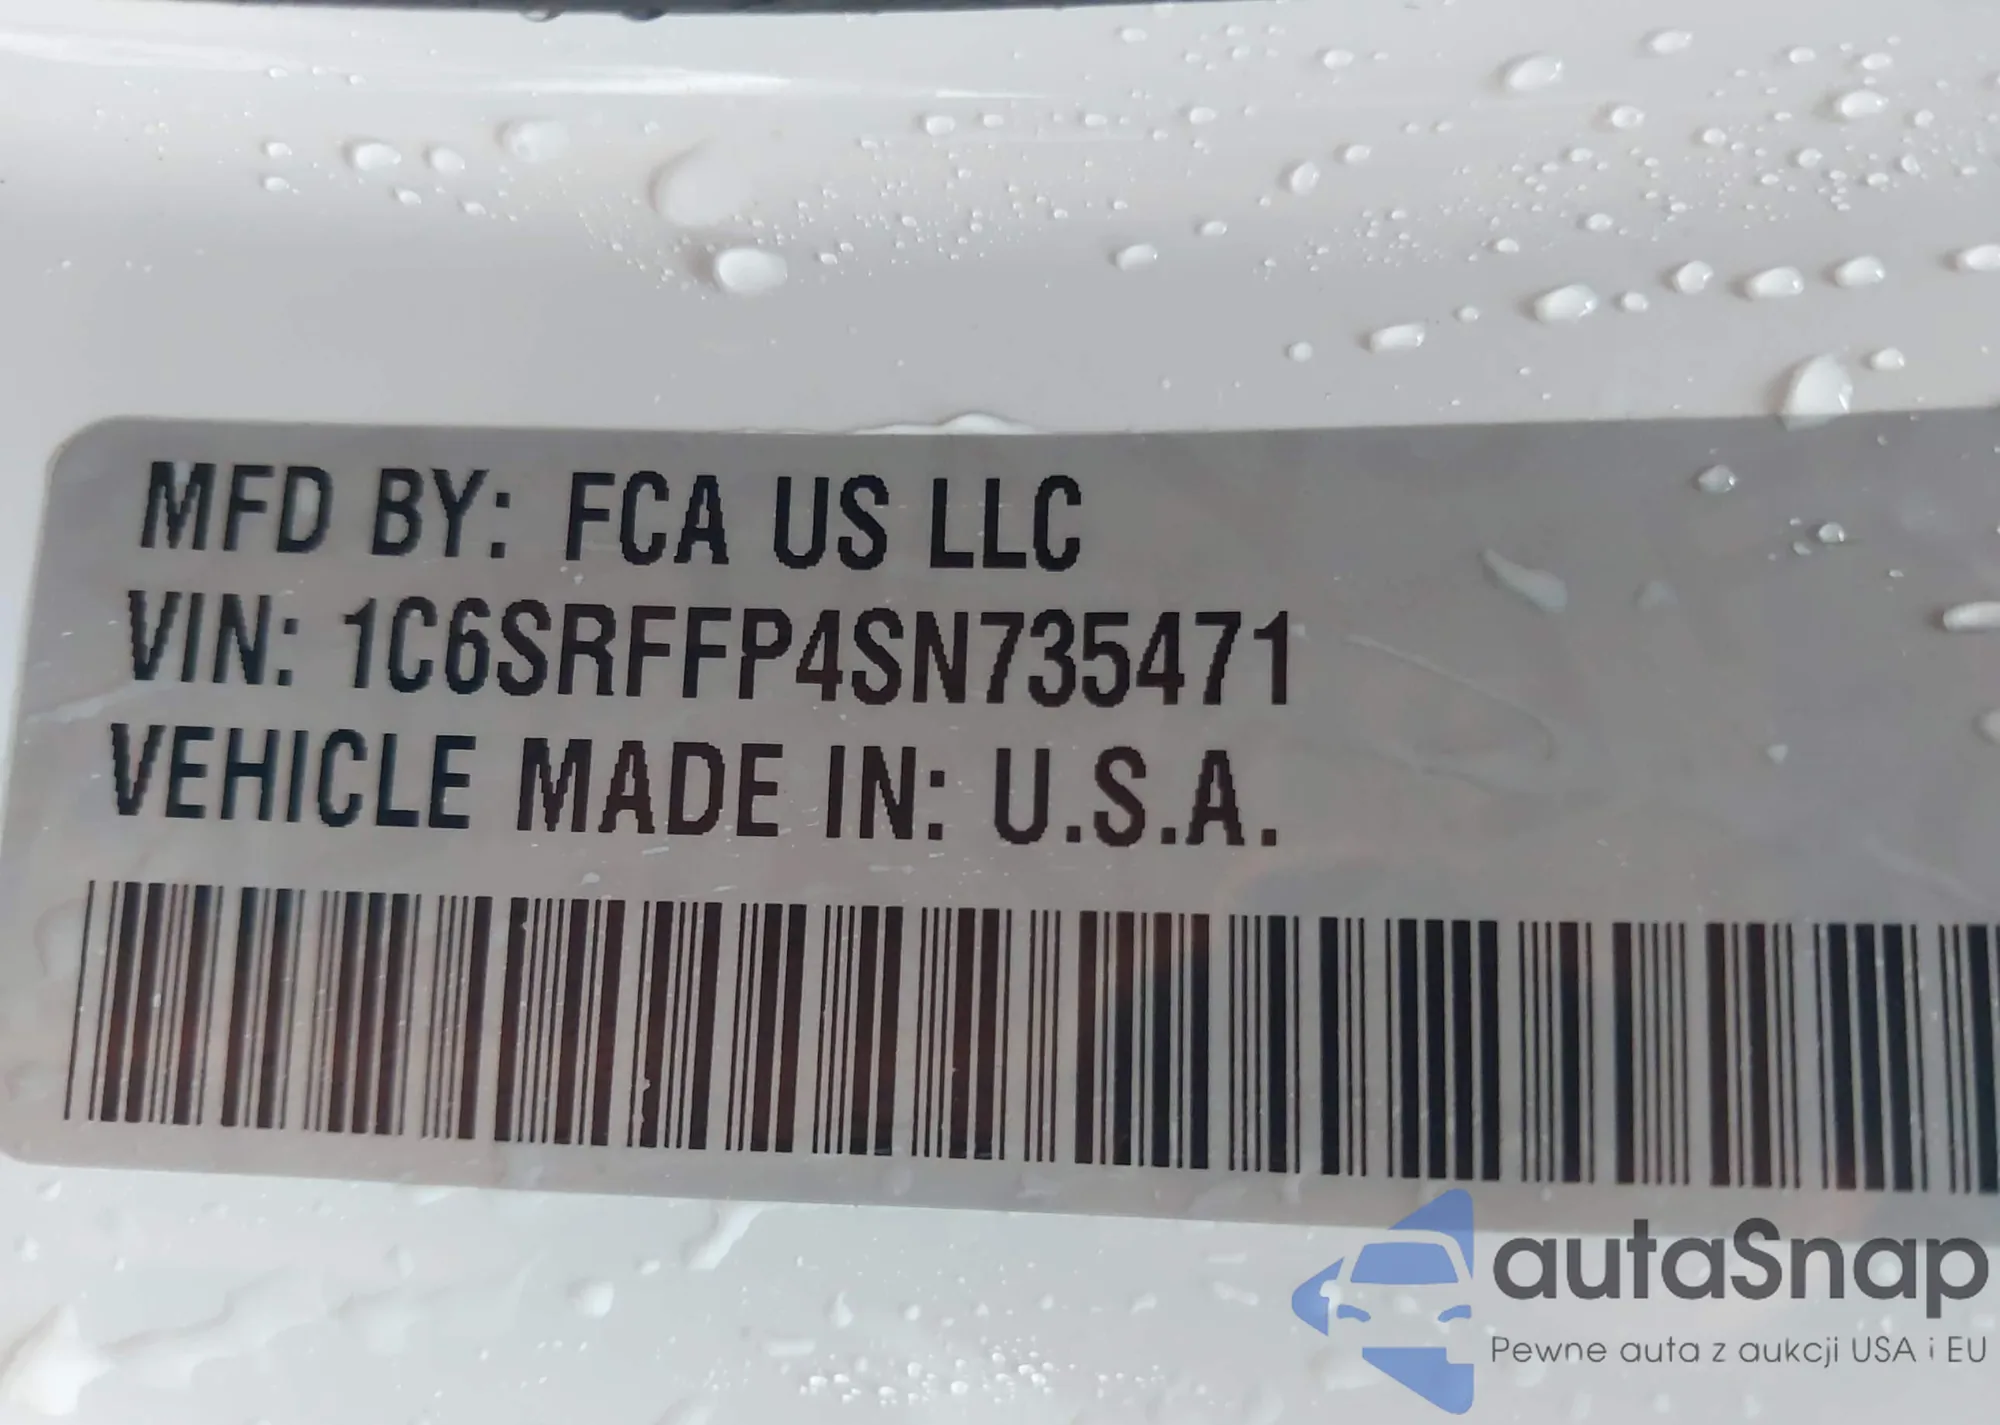 MFD BY: FCA US LLC
VIN: 1C6SRFFP4SN735471
VEHICLE MADE IN: U.S.A.
autaSnap
Pewne auta z aukcji USA i EU